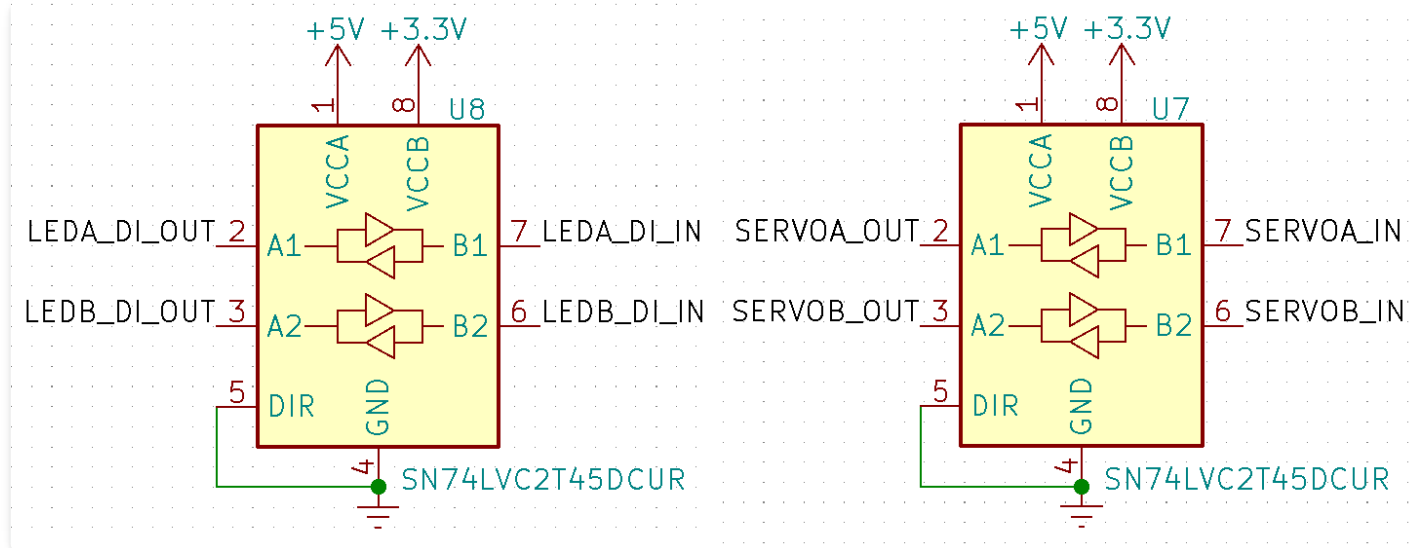 +5V +3.3V
1 8 U8
VCCA VCCB
LEDA_DI_OUT 2 A1 B1 7 LEDA_DI_IN
LEDB_DI_OUT 3 A2 B2 6 LEDB_DI_IN
5 DIR GND
4 SN74LVC2T45DCUR
+5V +3.3V
1 8 U7
VCCA VCCB
SERVOA_OUT 2 A1 B1 7 SERVOA_IN
SERVOB_OUT 3 A2 B2 6 SERVOB_IN
5 DIR GND
4 SN74LVC2T45DCUR